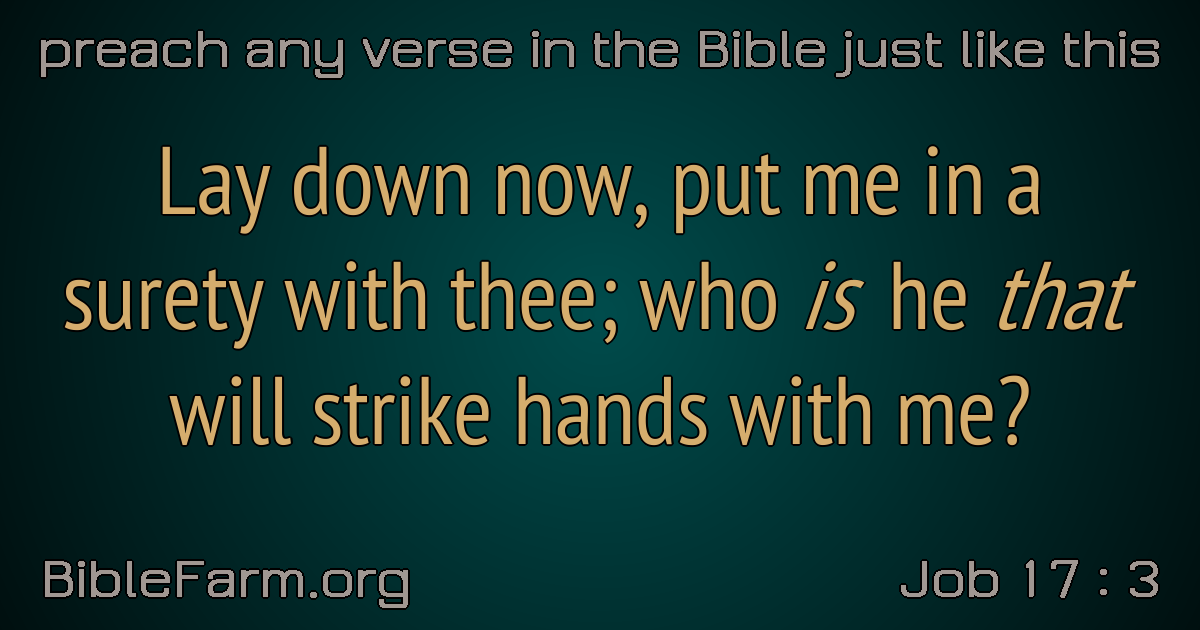 preach any verse in the Bible just like this
Lay down now, put me in a
surety with thee; who is he that
will strike hands with me?
BibleFarm.org
Job 17 : 3